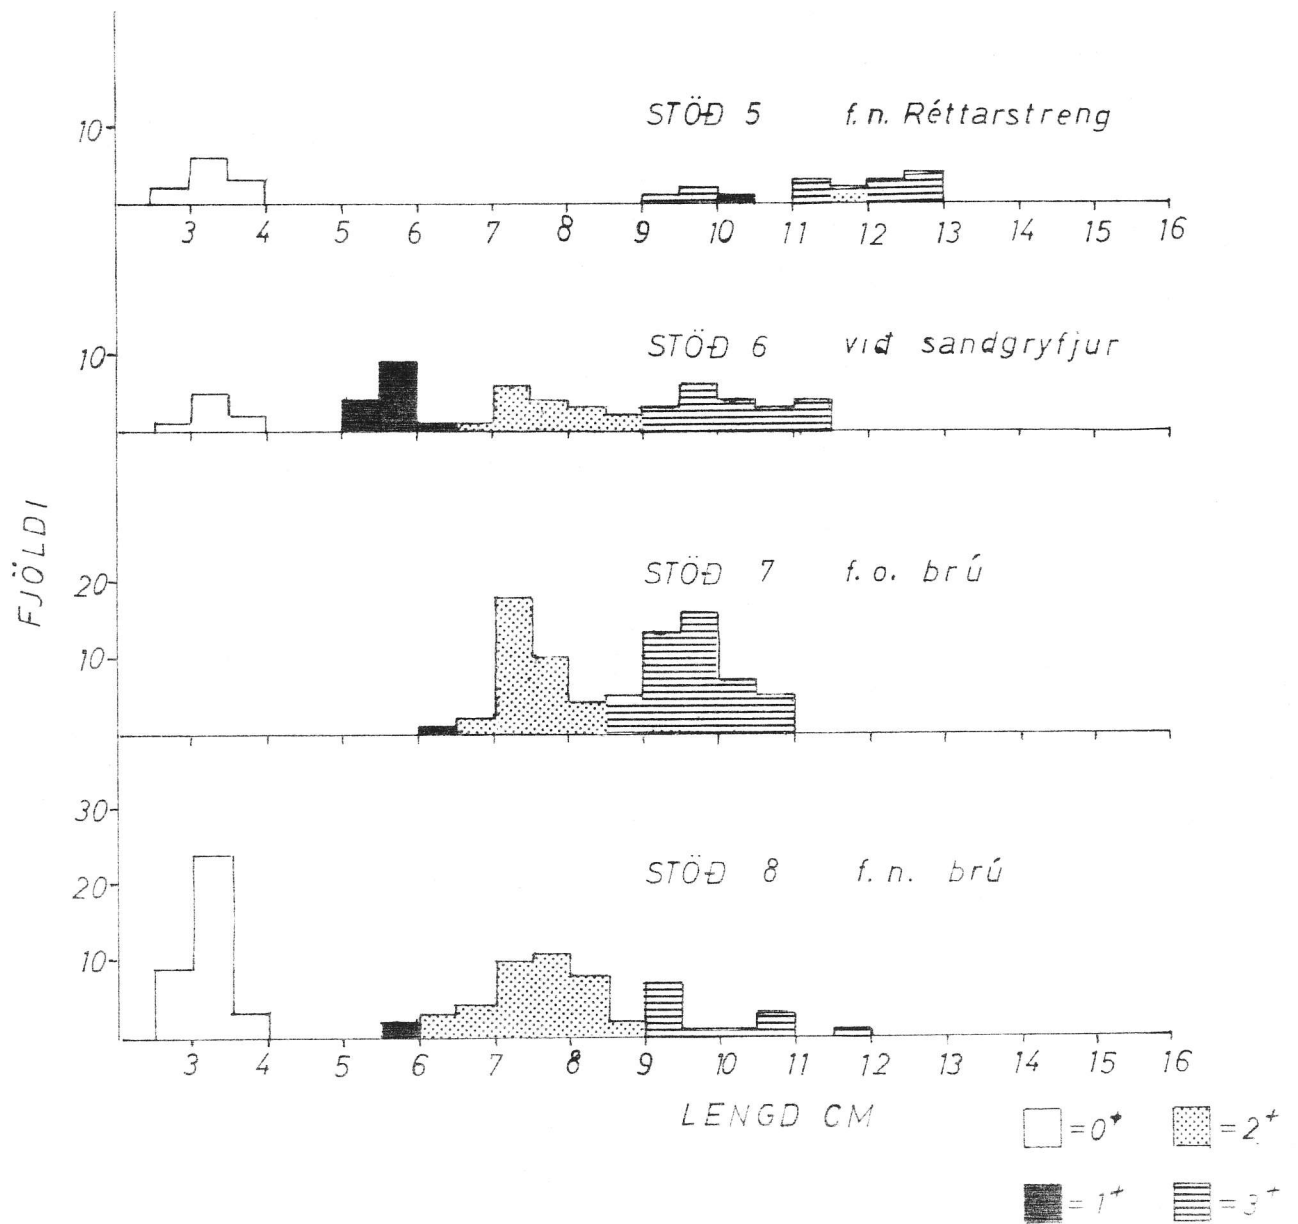 STÖÐ 5 f.n. Réttarstreng
10
3 4 5 6 7 8 9 10 11 12 13 14 15 16
STÖÐ 6 við sandgryfjur
10
STÖÐ 7 f.o. brú
20
10
FJÖLDI
30
STÖÐ 8 f.n. brú
20
10
3 4 5 6 7 8 9 10 11 12 13 14 15 16
LENGD CM
=0+ =2+
=1+ =3+